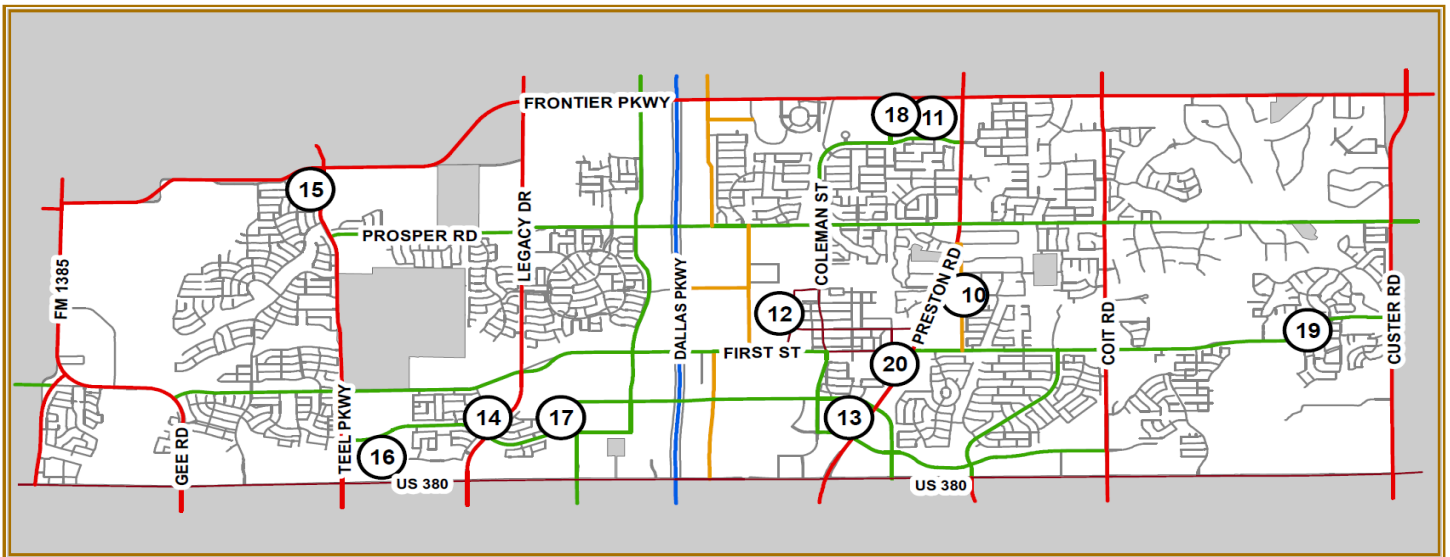 FRONTIER PKWY
18
11
15
PROSPER RD
LEGACY DR
COLEMAN ST
PRESTON RD
FM 1385
10
12
DALLAS PKWY
FIRST ST
COIT RD
19
CUSTER RD
20
TEEL PKWY
14
17
13
GEE RD
16
US 380
US 380